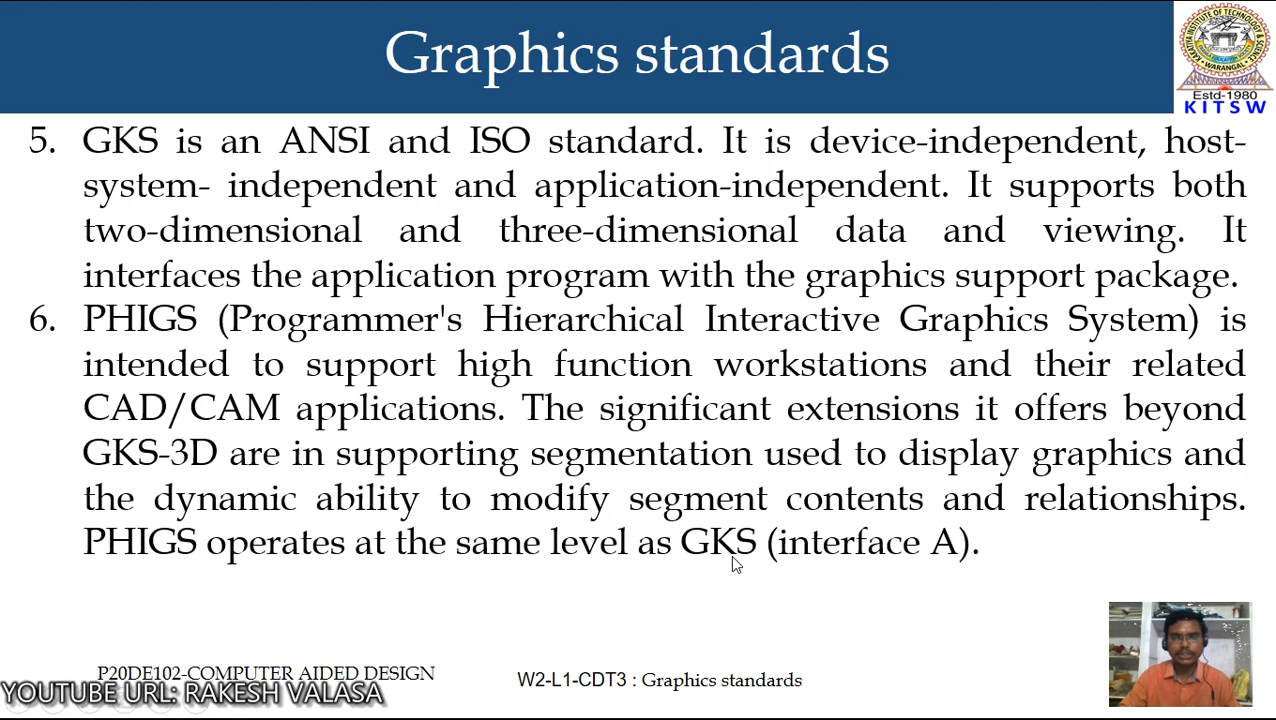 Graphics standards
KAKATIYA INSTITUTE OF TECHNOLOGY & SCIENCE
WARANGAL
Estd-1980
KITSW
5. GKS is an ANSI and ISO standard. It is device-independent, host-
system- independent and application-independent. It supports both
two-dimensional and three-dimensional data and viewing. It
interfaces the application program with the graphics support package.
6. PHIGS (Programmer's Hierarchical Interactive Graphics System) is
intended to support high function workstations and their related
CAD/CAM applications. The significant extensions it offers beyond
GKS-3D are in supporting segmentation used to display graphics and
the dynamic ability to modify segment contents and relationships.
PHIGS operates at the same level as GKS (interface A).
P20DE102-COMPUTER AIDED DESIGN
W2-L1-CDT3 : Graphics standards
YOUTUBE URL: RAKESH VALASA